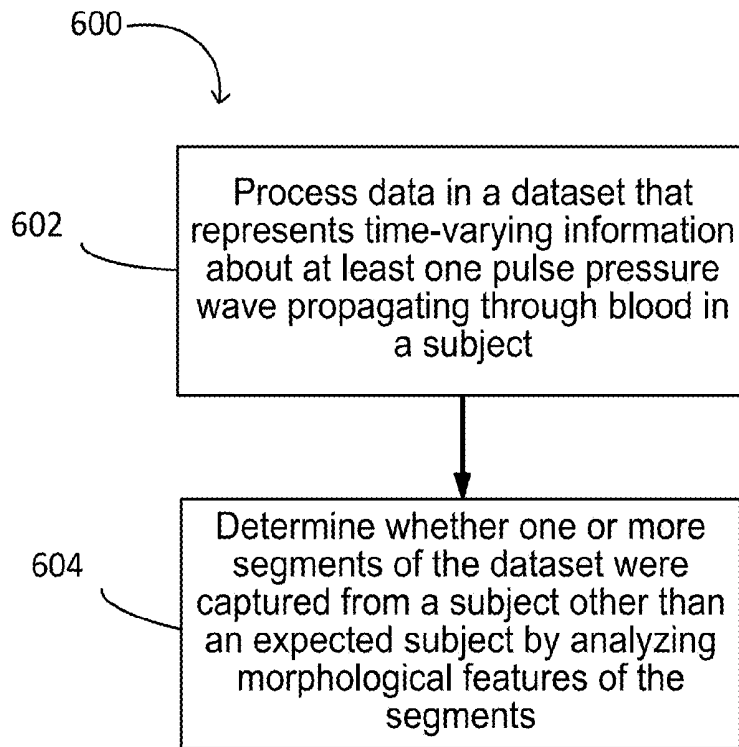 600
602
Process data in a dataset that
represents time-varying information
about at least one pulse pressure
wave propagating through blood in
a subject
604
Determine whether one or more
segments of the dataset were
captured from a subject other than
an expected subject by analyzing
morphological features of the
segments